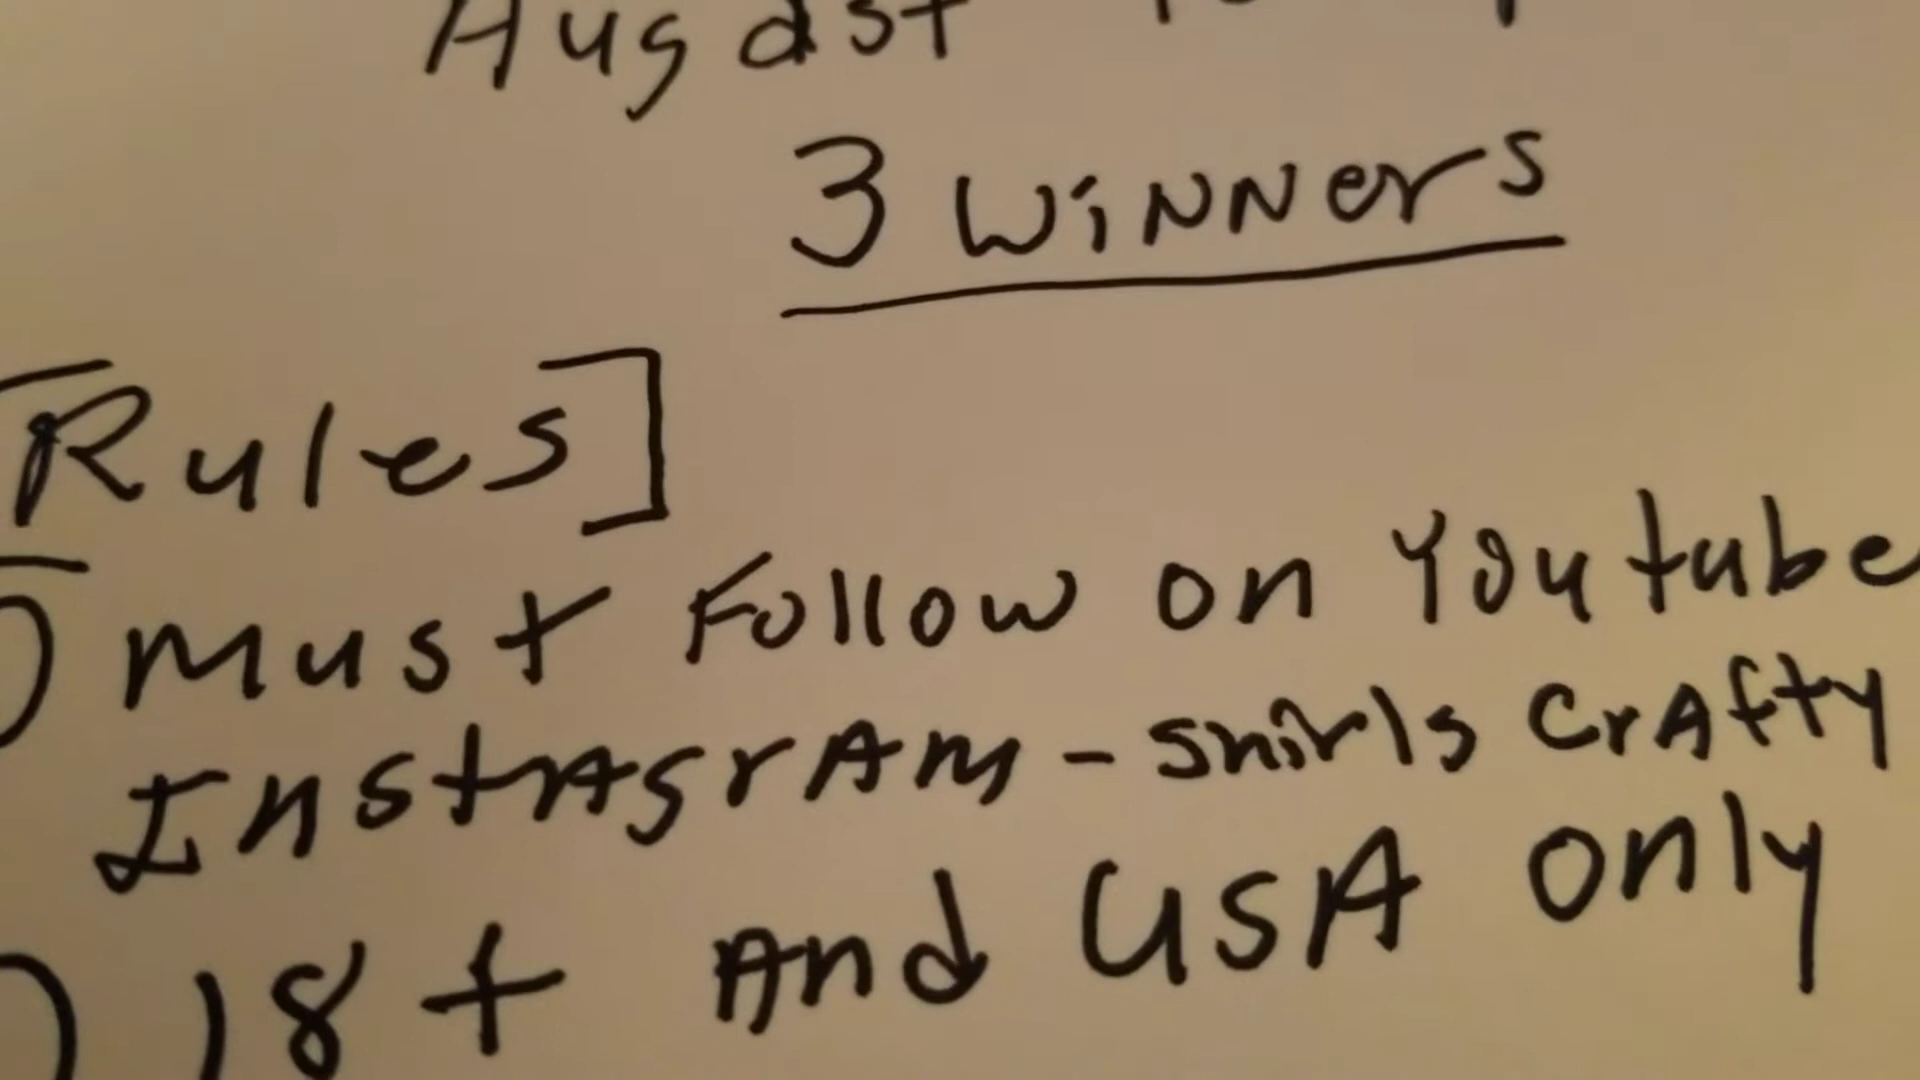 August
3 winners
[Rules]
) must Follow on Youtube
Instagram - shirls crafty
) 18+ And USA only